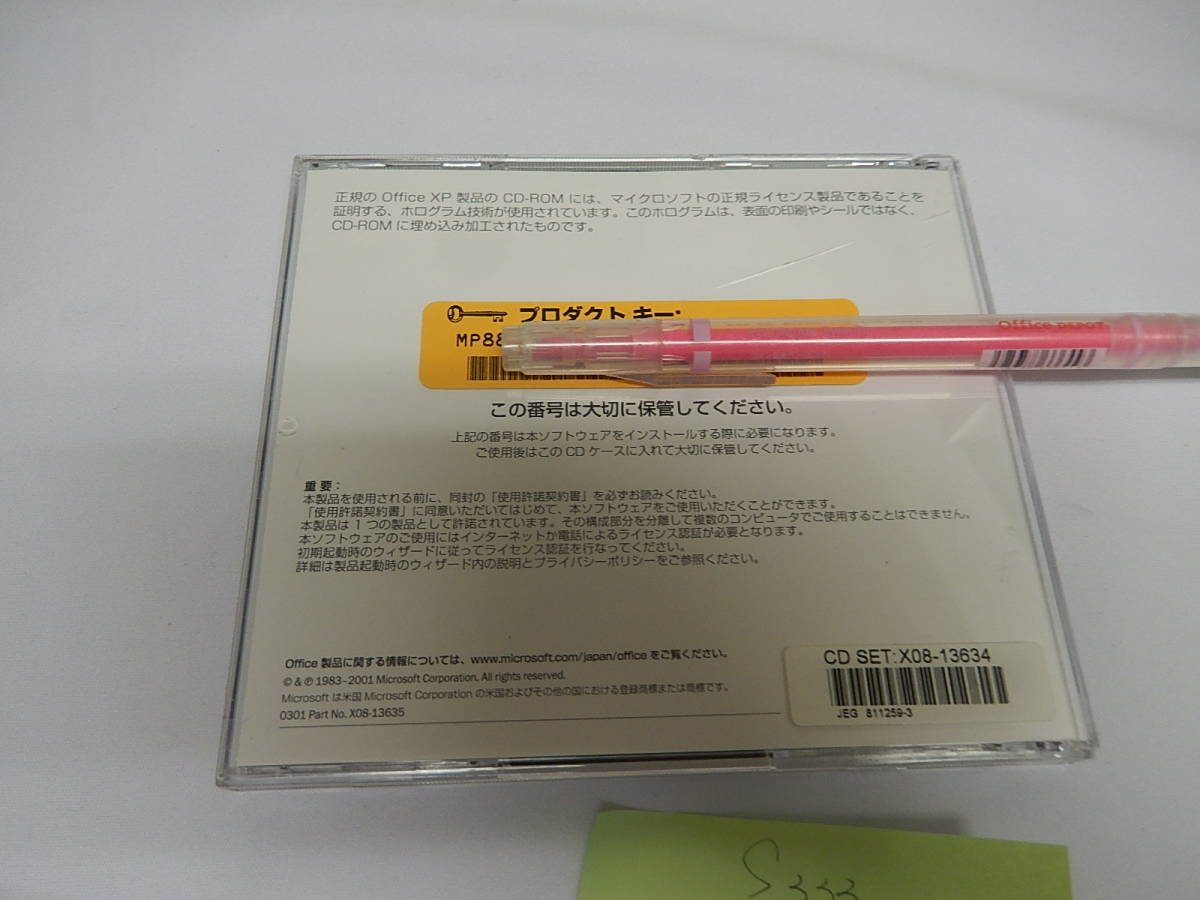 正規の Office XP 製品の CD-ROM には、マイクロソフトの正規ライセンス製品であることを
証明する、ホログラム技術が使用されています。このホログラムは、表面の印刷やシールではなく、
CD-ROM に埋め込み加工されたものです。
プロダクト キー:
MP88
Office DEPOT
この番号は大切に保管してください。
上記の番号は本ソフトウェアをインストールする際に必要になります。
ご使用後はこの CD ケースに入れて大切に保管してください。
重要:
本製品を使用される前に、同封の「使用許諾契約書」を必ずお読みください。
「使用許諾契約書」に同意いただいてはじめて、本ソフトウェアをご使用いただくことができます。
本製品は 1 つの製品として許諾されています。その構成部分を分離して複数のコンピュータでご使用することはできません。
本ソフトウェアのご使用にはインターネットか電話によるライセンス認証が必要となります。
初期起動時のウィザードに従ってライセンス認証を行なってください。
詳細は製品起動時のウィザード内の説明とプライバシーポリシーをご参照ください。
Office 製品に関する情報については、www.microsoft.com/japan/office をご覧ください。
© & ℗ 1983-2001 Microsoft Corporation. All rights reserved.
Microsoft は米国 Microsoft Corporation の米国およびその他の国における登録商標または商標です。
0301 Part No. X08-13635
CD SET:X08-13634
JEG 811259-3
S333